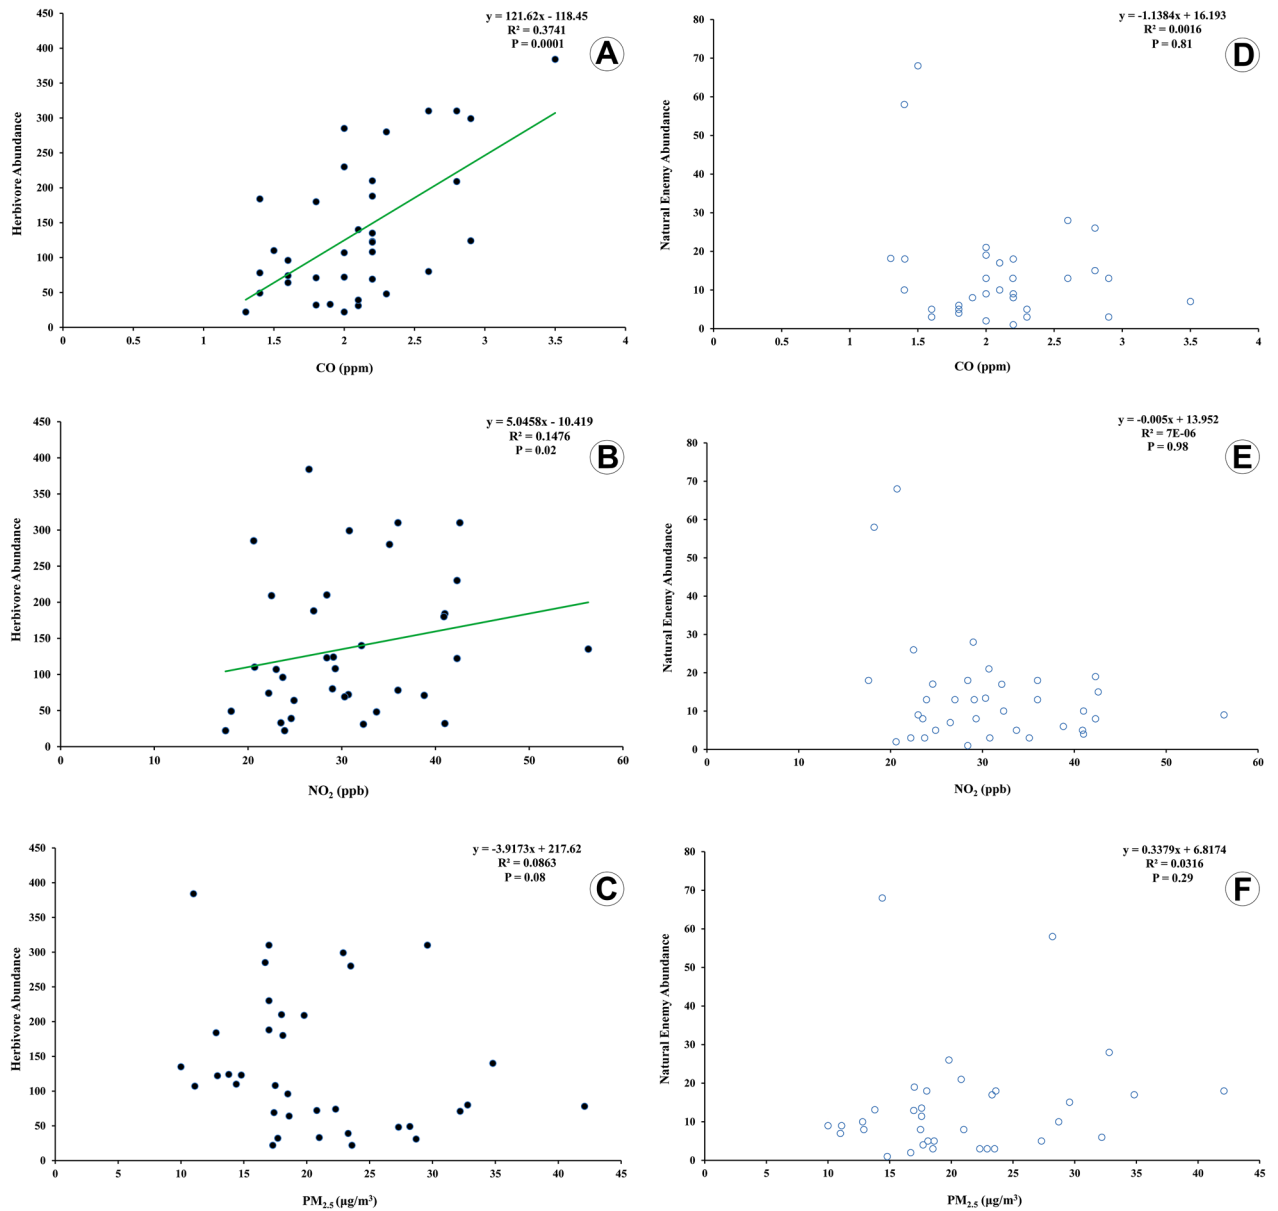 y = 121.62x - 118.45
R² = 0.3741
P = 0.0001
A
Herbivore Abundance
450
400
350
300
250
200
150
100
50
0
0 0.5 1 1.5 2 2.5 3 3.5 4
CO (ppm)
y = -1.1384x + 16.193
R² = 0.0016
P = 0.81
D
Natural Enemy Abundance
80
70
60
50
40
30
20
10
0
0 0.5 1 1.5 2 2.5 3 3.5 4
CO (ppm)
y = 5.0458x - 10.419
R² = 0.1476
P = 0.02
B
Herbivore Abundance
450
400
350
300
250
200
150
100
50
0
0 10 20 30 40 50 60
NO₂ (ppb)
y = -0.005x + 13.952
R² = 7E-06
P = 0.98
E
Natural Enemy Abundance
80
70
60
50
40
30
20
10
0
0 10 20 30 40 50 60
NO₂ (ppb)
y = -3.9173x + 217.62
R² = 0.0863
P = 0.08
C
Herbivore Abundance
450
400
350
300
250
200
150
100
50
0
0 5 10 15 20 25 30 35 40 45
PM₂.₅ (µg/m³)
y = 0.3379x + 6.8174
R² = 0.0316
P = 0.29
F
Natural Enemy Abundance
80
70
60
50
40
30
20
10
0
0 5 10 15 20 25 30 35 40 45
PM₂.₅ (µg/m³)